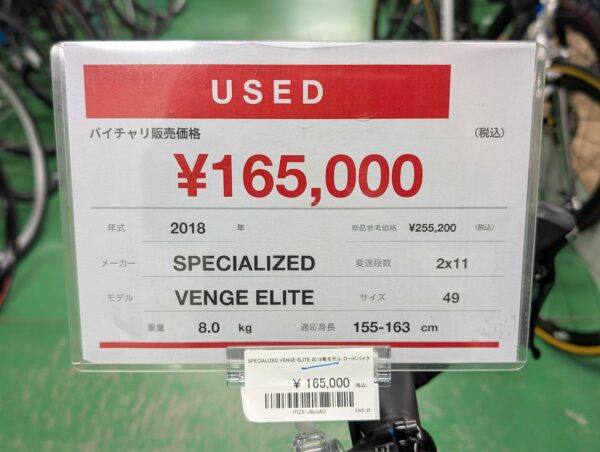 USED
バイチャリ販売価格 （税込）
¥165,000
年式 2018 年 新品参考価格 ¥255,200 （税込）
メーカー SPECIALIZED 変速段数 2x11
モデル VENGE ELITE サイズ 49
重量 8.0 kg 適応身長 155-163 cm
SPECIALIZED VENGE ELITE 2018年モデル ロードバイク
¥ 165,000 (税込)